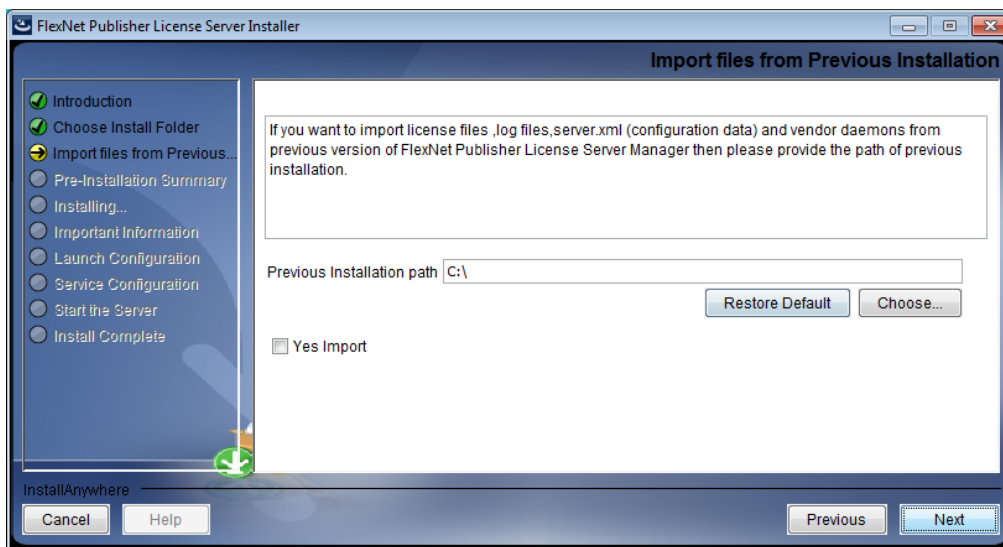 FlexNet Publisher License Server Installer
Import files from Previous Installation
Introduction
Choose Install Folder
Import files from Previous...
Pre-Installation Summary
Installing...
Important Information
Launch Configuration
Service Configuration
Start the Server
Install Complete
If you want to import license files ,log files,server.xml (configuration data) and vendor daemons from
previous version of FlexNet Publisher License Server Manager then please provide the path of previous
installation.
Previous Installation path C:\
Restore Default Choose...
Yes Import
InstallAnywhere
Cancel Help Previous Next